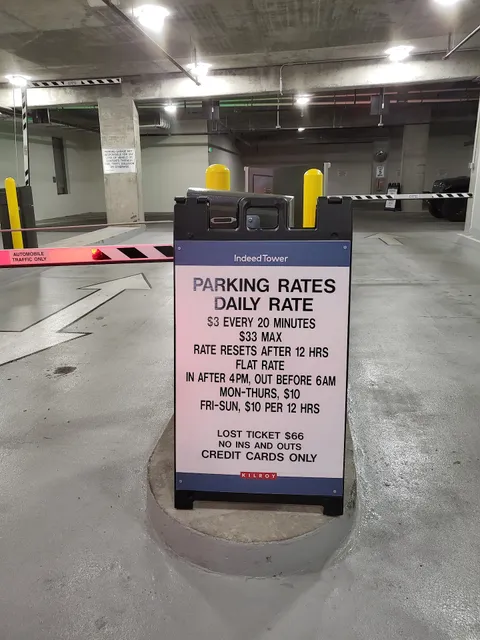 AUTOMOBILE
TRAFFIC ONLY
IndeedTower
PARKING RATES
DAILY RATE
$3 EVERY 20 MINUTES
$33 MAX
RATE RESETS AFTER 12 HRS
FLAT RATE
IN AFTER 4PM, OUT BEFORE 6AM
MON-THURS, $10
FRI-SUN, $10 PER 12 HRS
LOST TICKET $66
NO INS AND OUTS
CREDIT CARDS ONLY
KILROY